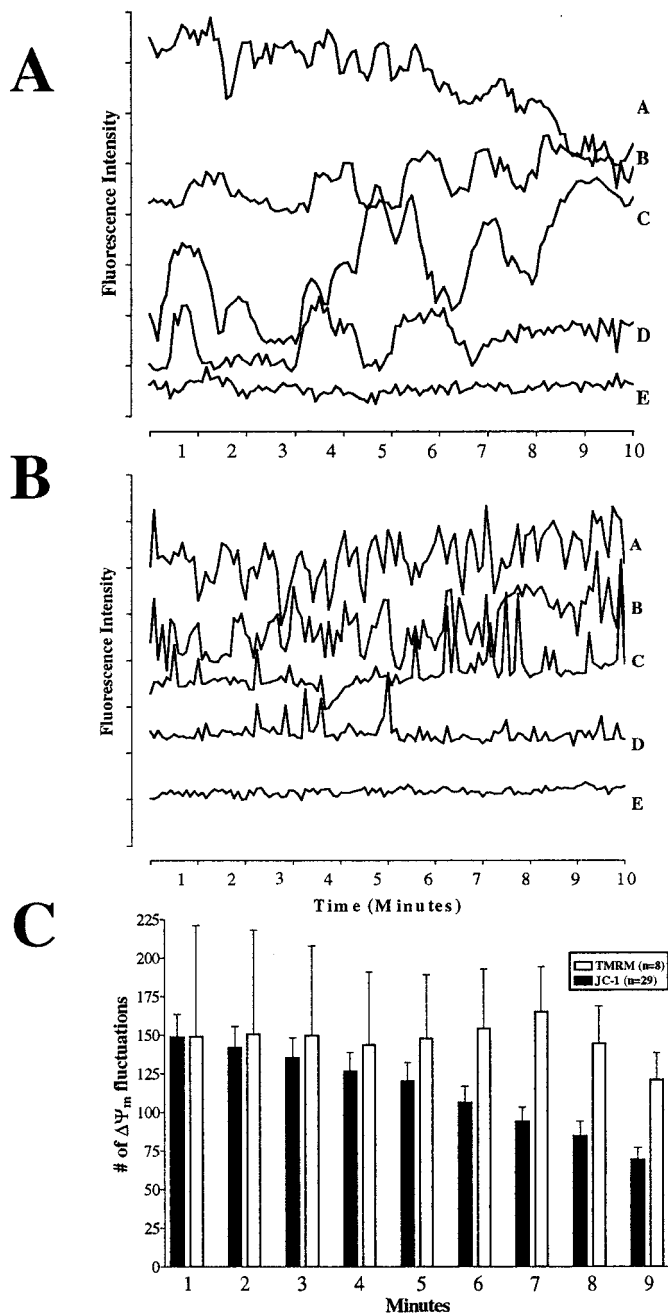 A
Fluorescence Intensity
A
B
C
D
E
1 2 3 4 5 6 7 8 9 10
B
Fluorescence Intensity
A
B
C
D
E
1 2 3 4 5 6 7 8 9 10
Time (Minutes)
C
# of ΔΨm fluctuations
225
200
175
150
125
100
75
50
25
0
TMRM (n=8)
JC-1 (n=29)
1 2 3 4 5 6 7 8 9
Minutes